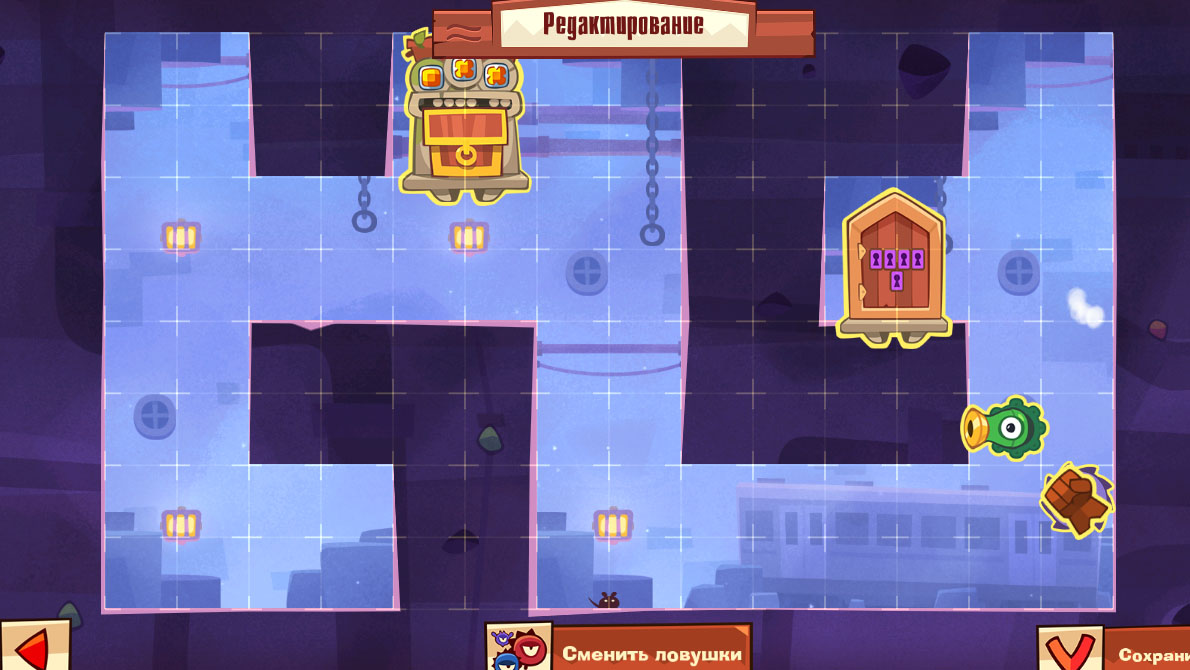 Редактирование
Сменить ловушки
Сохрани